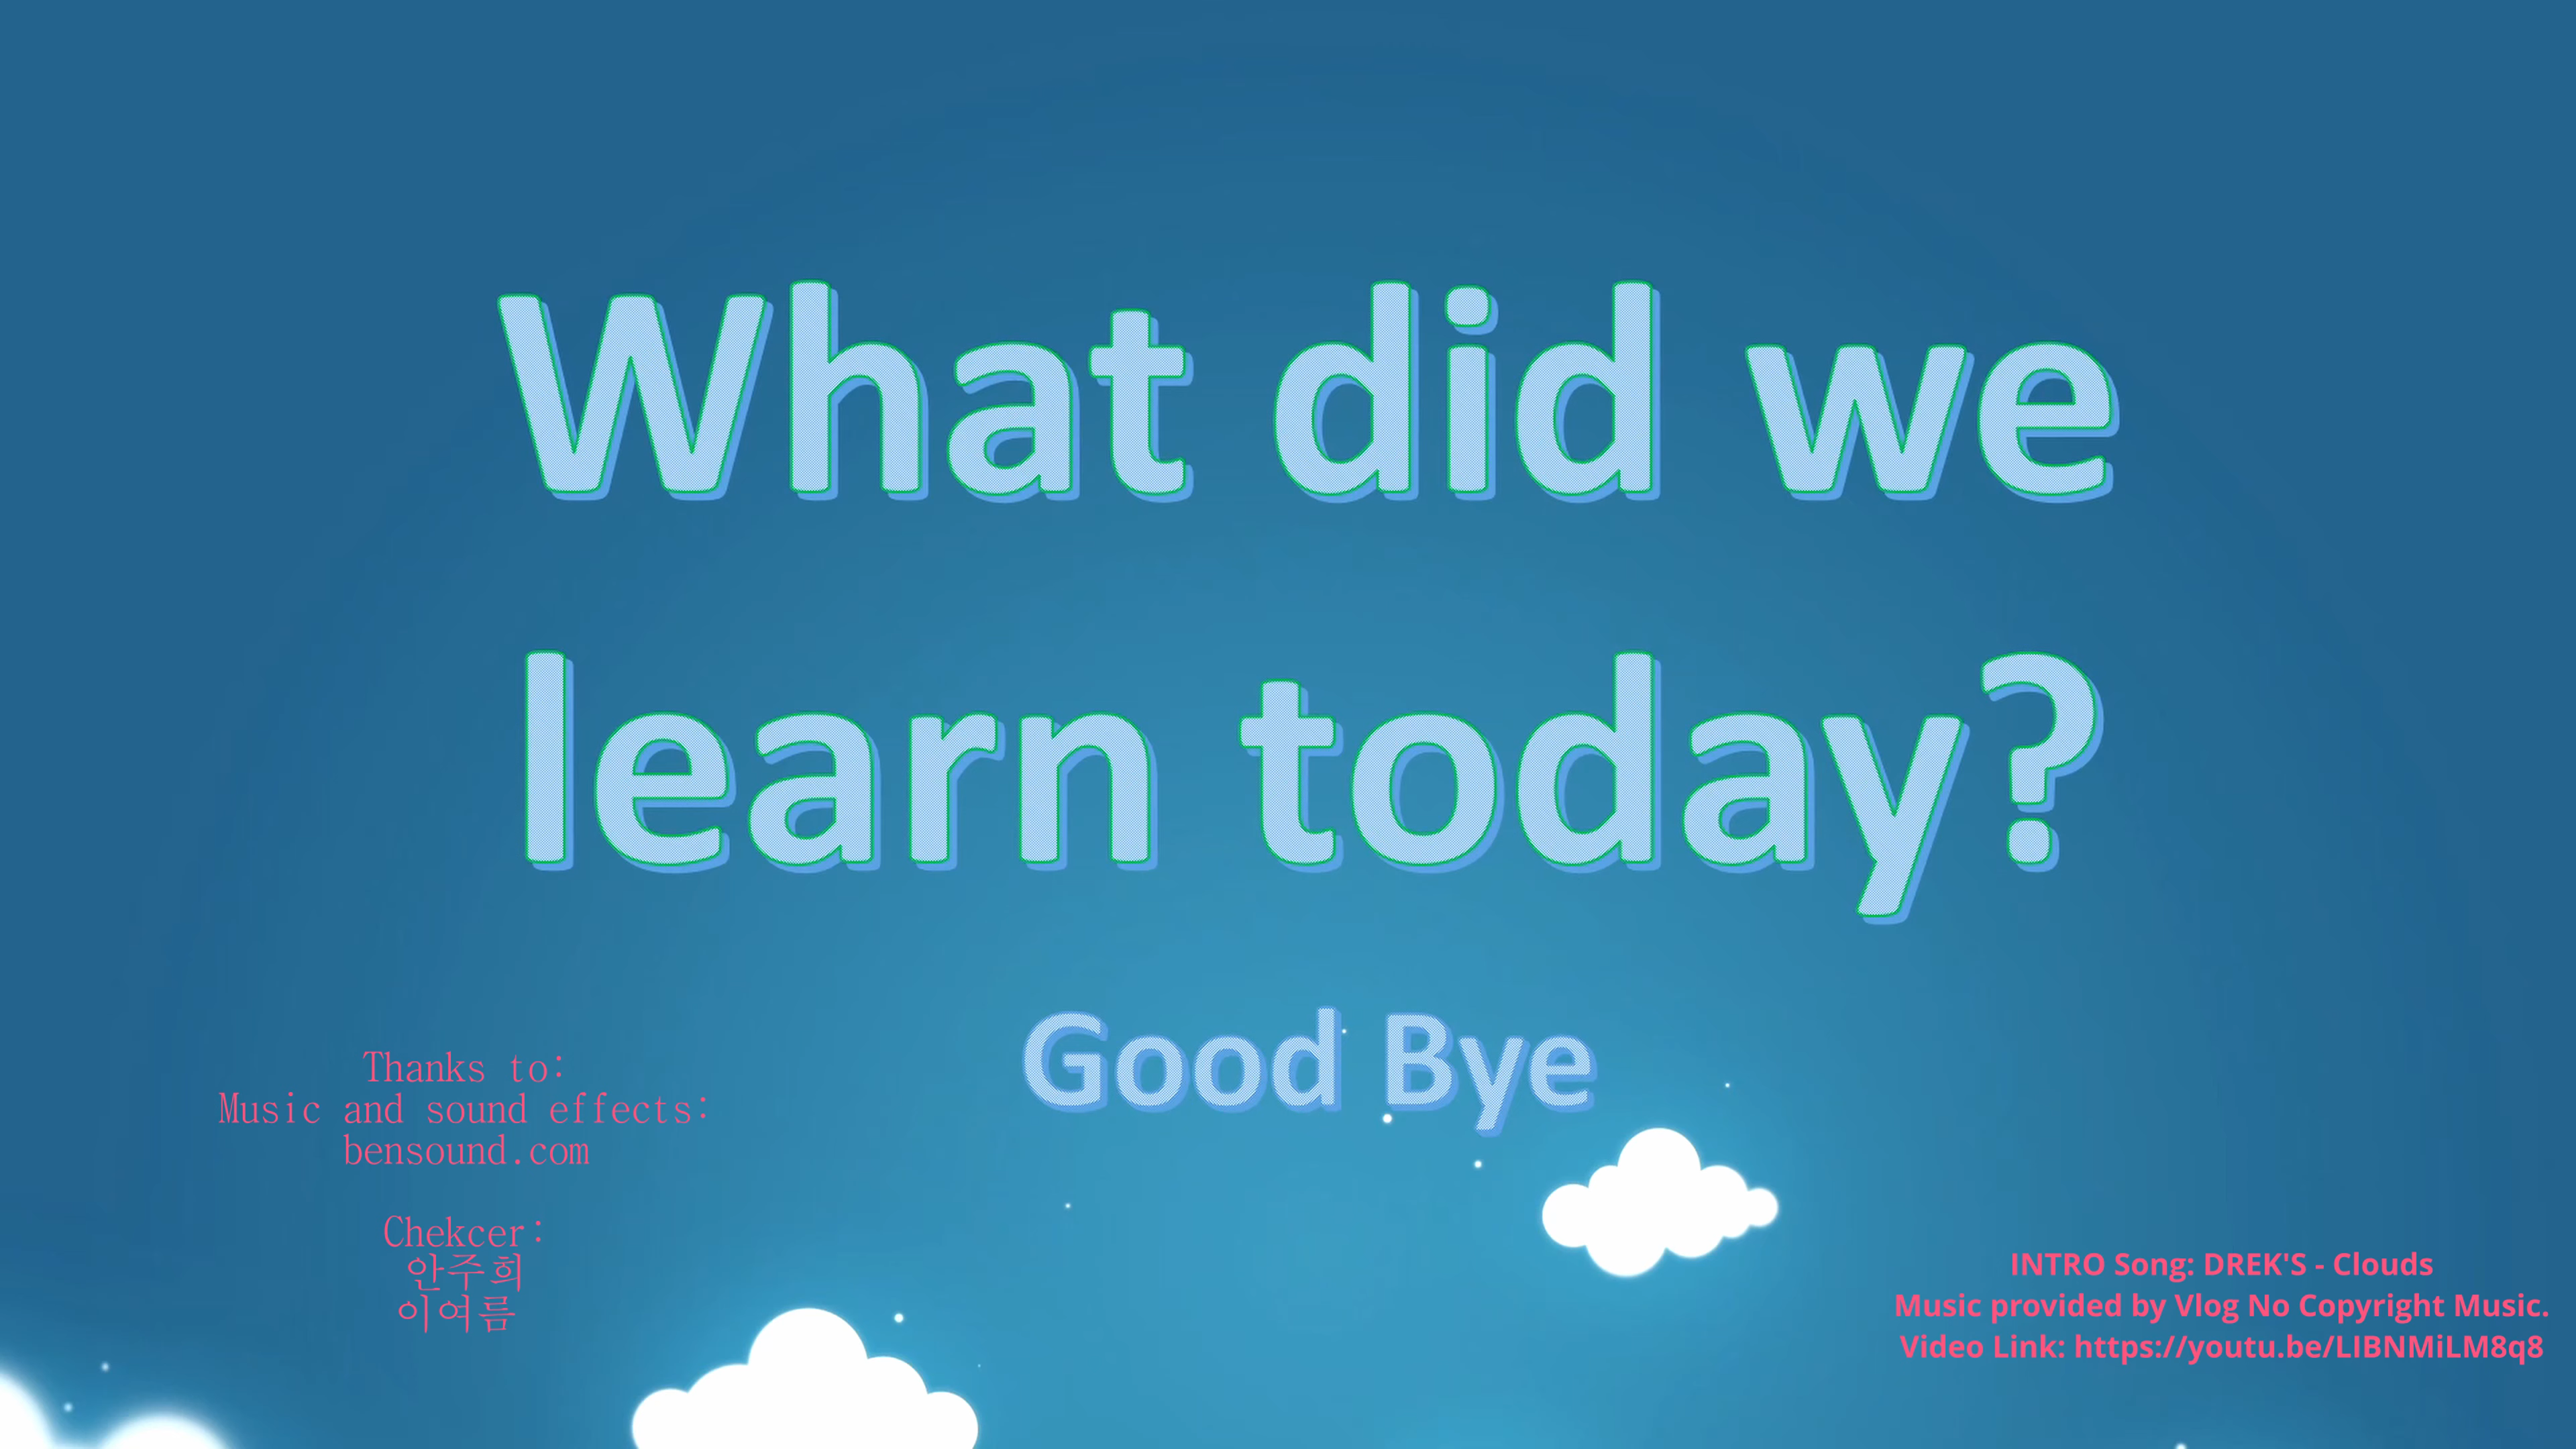 What did we
learn today?
Good Bye
Thanks to:
Music and sound effects:
bensound.com
Chekcer:
안주희
이여름
INTRO Song: DREK'S - Clouds
Music provided by Vlog No Copyright Music.
Video Link: https://youtu.be/LIBNMiLM8q8